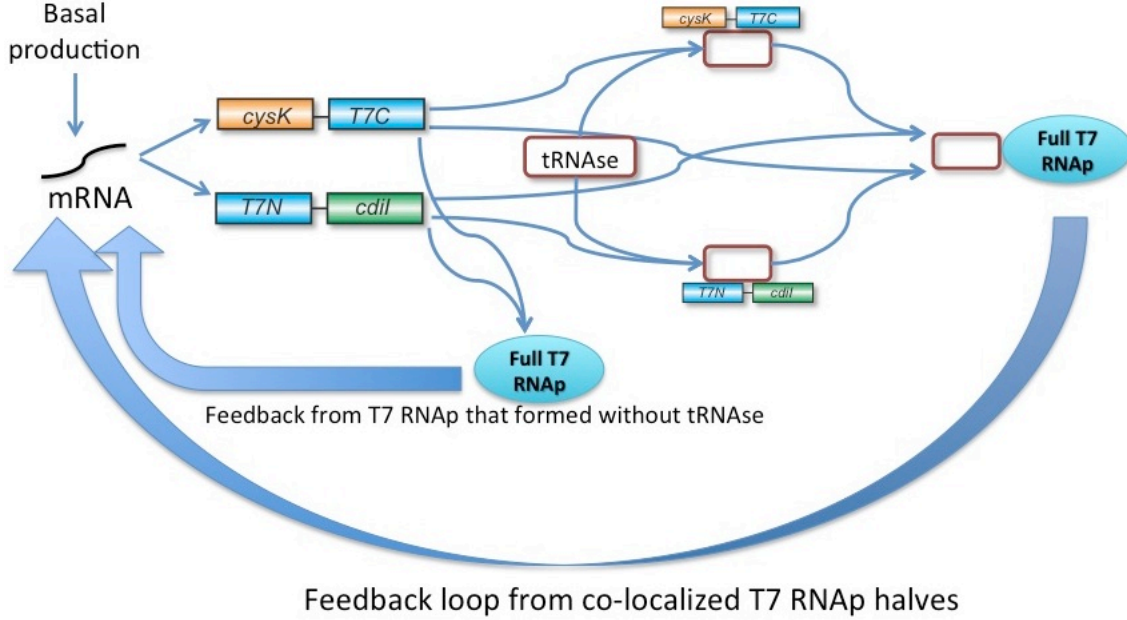 Basal
production
mRNA
cysK
T7C
T7N
cdiI
cysK
T7C
tRNAse
T7N
cdiI
Full T7
RNAp
Full T7
RNAp
Feedback from T7 RNAp that formed without tRNAse
Feedback loop from co-localized T7 RNAp halves